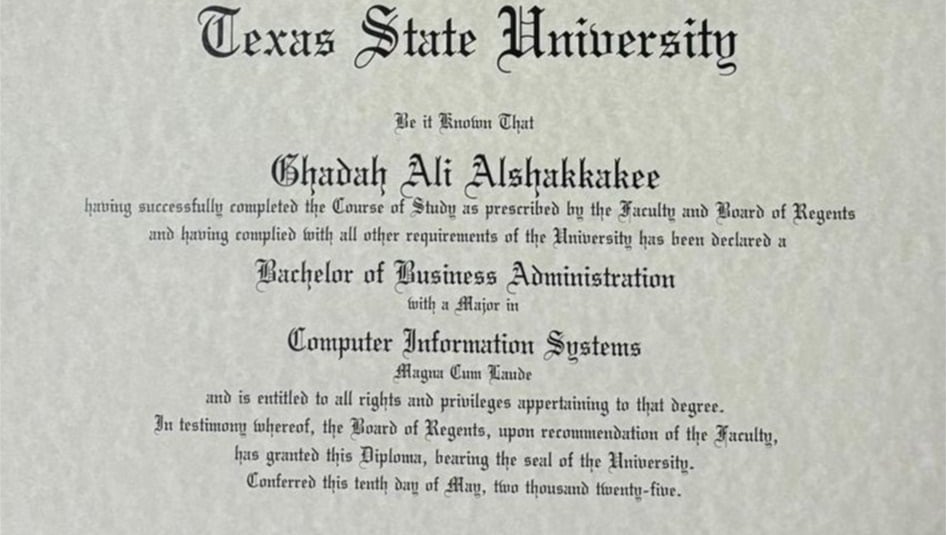 Texas State University
Be it Known That
Ghadah Ali Alshakkakee
having successfully completed the Course of Study as prescribed by the Faculty and Board of Regents
and having complied with all other requirements of the University has been declared a
Bachelor of Business Administration
with a Major in
Computer Information Systems
Magna Cum Laude
and is entitled to all rights and privileges appertaining to that degree.
In testimony whereof, the Board of Regents, upon recommendation of the Faculty,
has granted this Diploma, bearing the seal of the University.
Conferred this tenth day of May, two thousand twenty-five.